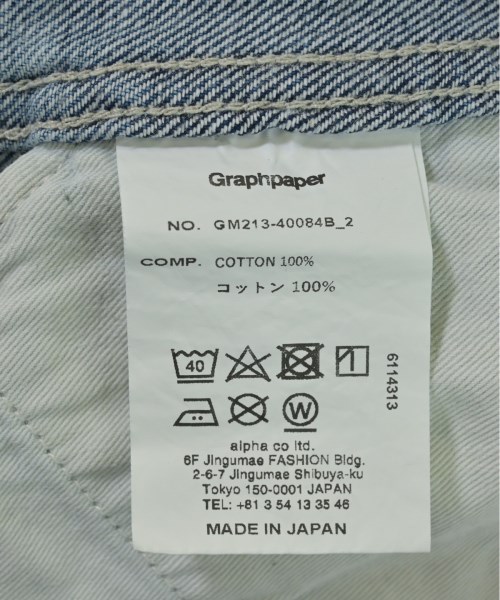 Graphpaper
NO. GM213-40084B_2
COMP. COTTON 100%
コットン 100%
40
6114313
W
alpha co ltd.
6F Jingumae FASHION Bldg.
2-6-7 Jingumae Shibuya-ku
Tokyo 150-0001 JAPAN
TEL: +81 3 54 13 35 46
MADE IN JAPAN